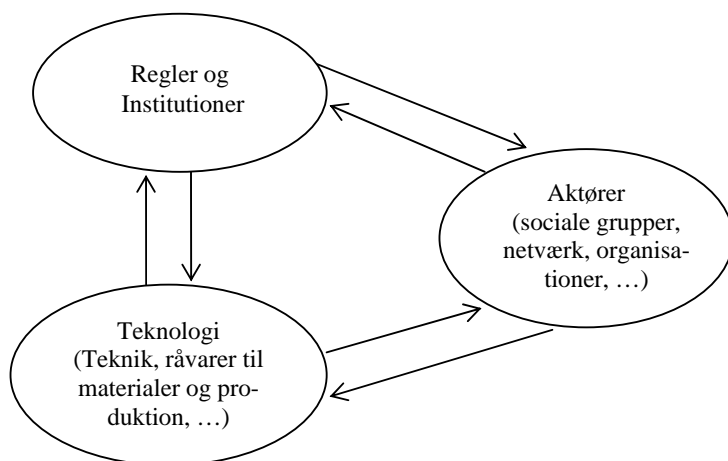 Regler og
Institutioner
Aktører
(sociale grupper,
netværk, organisa-
tioner, …)
Teknologi
(Teknik, råvarer til
materialer og pro-
duktion, …)